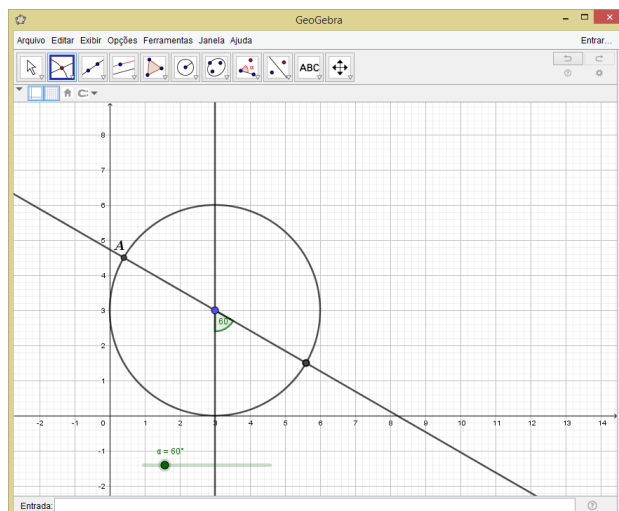 GeoGebra
Arquivo Editar Exibir Opções Ferramentas Janela Ajuda Entrar...
ABC
8
7
6
5
A
4
3
60°
2
1
-2 -1 0 1 2 3 4 5 6 7 8 9 10 11 12 13 14
α = 60°
-1
-2
Entrada: